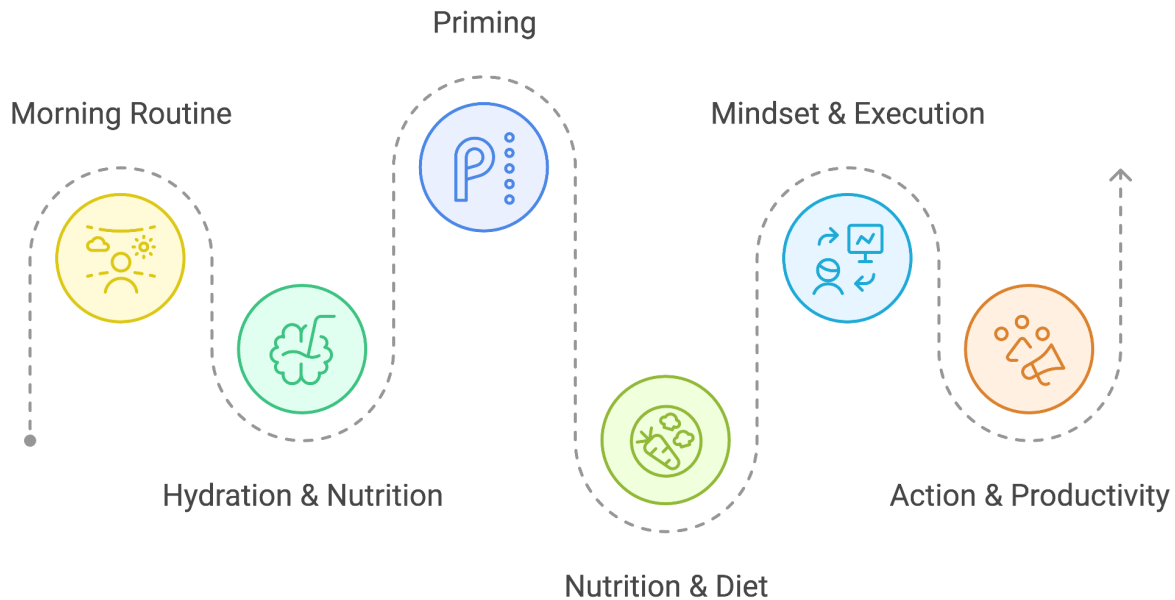 Priming
Morning Routine
Mindset & Execution
Hydration & Nutrition
Action & Productivity
Nutrition & Diet